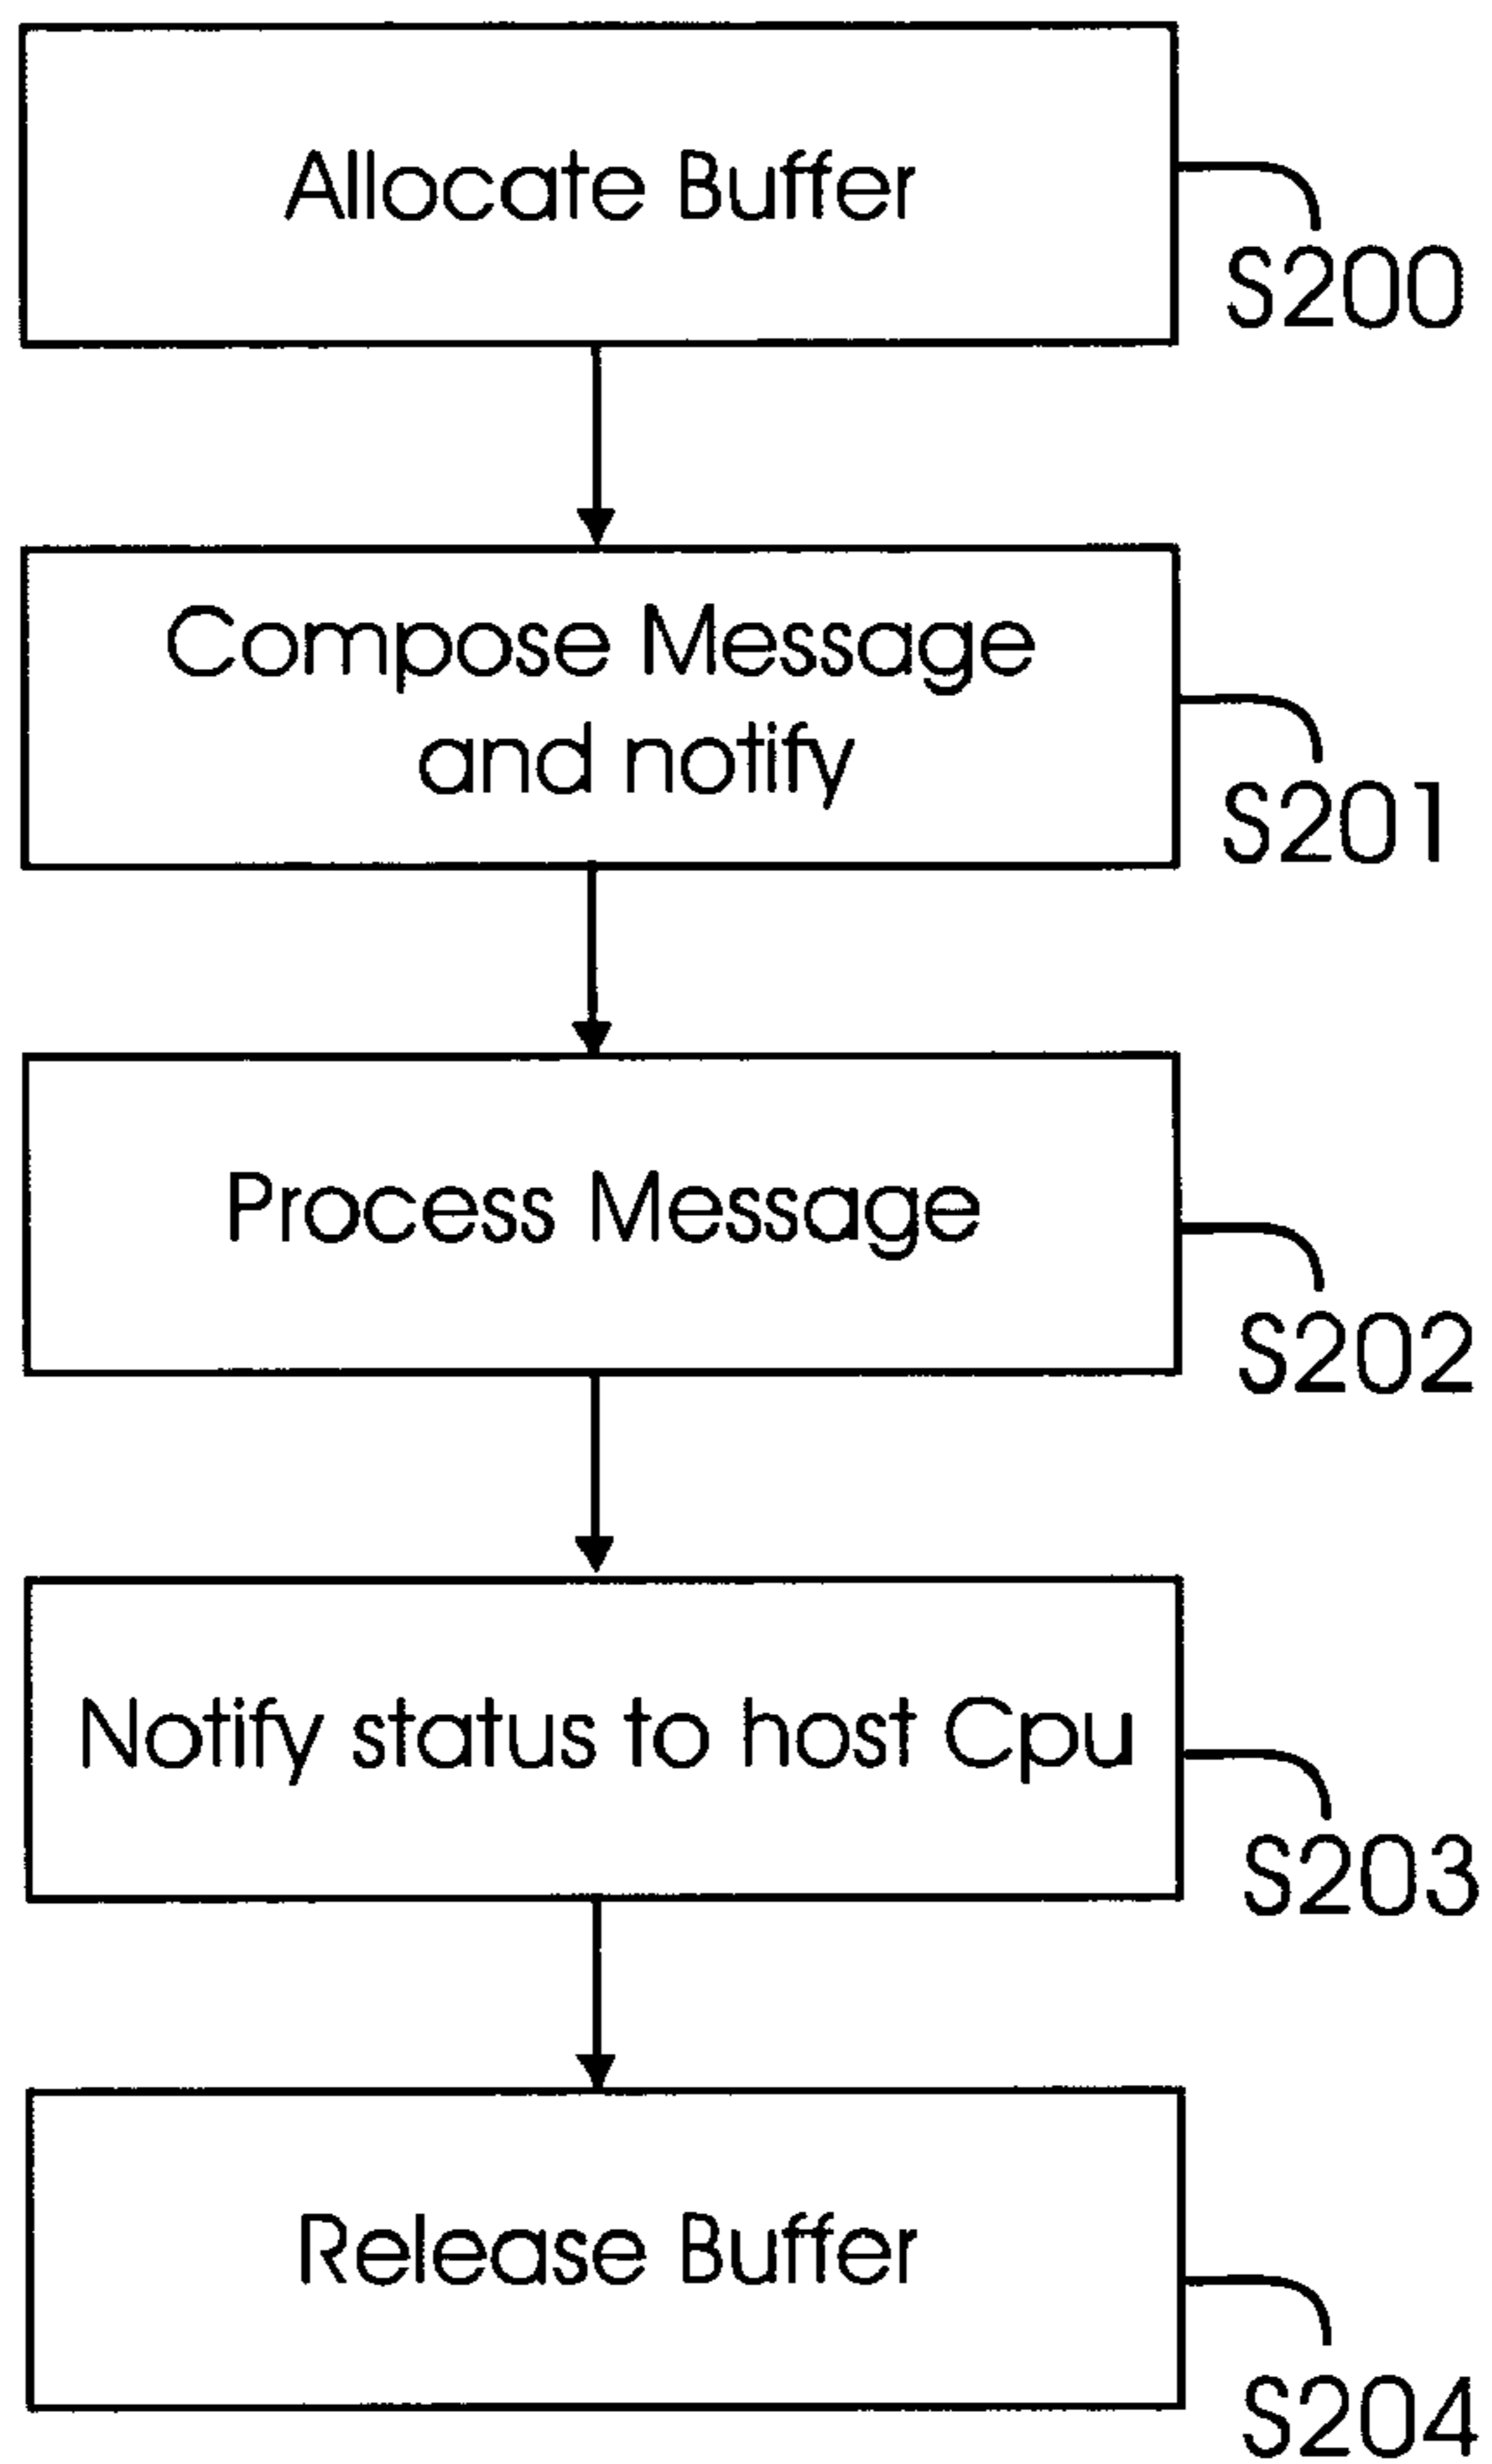 Allocate Buffer
S200
Compose Message
and notify
S201
Process Message
S202
Notify status to host Cpu
S203
Release Buffer
S204